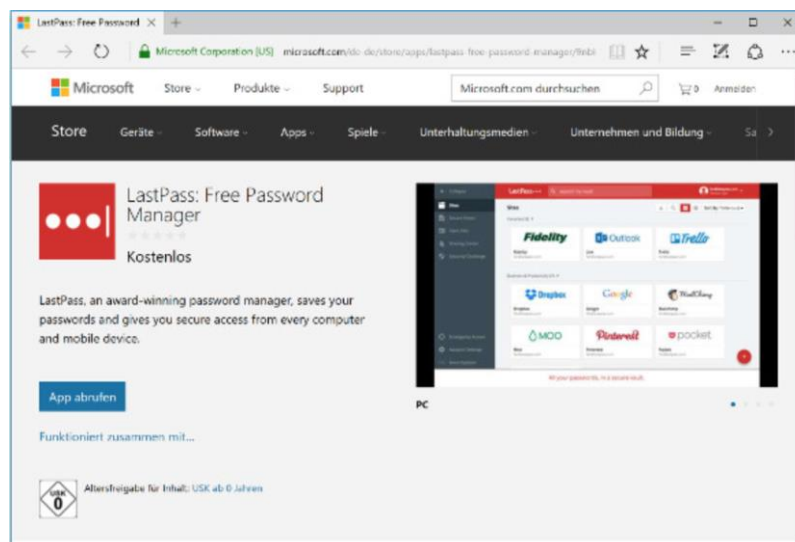 LastPass: Free Password
Microsoft Corporation [US] microsoft.com/de-de/store/apps/lastpass-free-password-manager/9nbl
Microsoft Store Produkte Support Microsoft.com durchsuchen 0 Anmelden
Store Geräte Software Apps Spiele Unterhaltungsmedien Unternehmen und Bildung Sa
LastPass: Free Password
Manager
Kostenlos
LastPass, an award-winning password manager, saves your
passwords and gives you secure access from every computer
and mobile device.
App abrufen
Funktioniert zusammen mit...
USK
0
Altersfreigabe für Inhalt: USK ab 0 Jahren
LastPass
Sites
Fidelity Outlook Trello
Dropbox Google MailChimp
MOO Pinterest pocket
PC